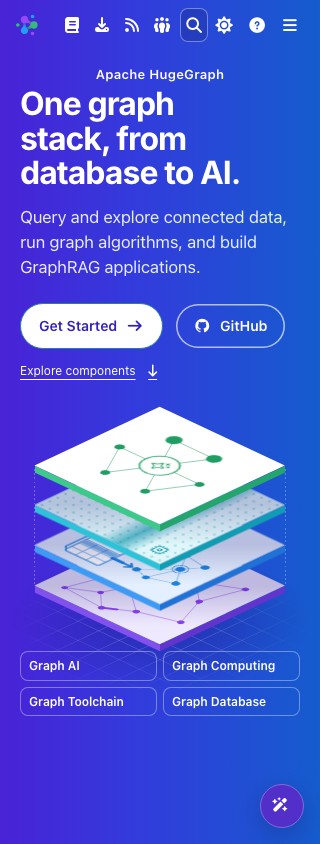 Apache HugeGraph
One graph
stack, from
database to AI.
Query and explore connected data,
run graph algorithms, and build
GraphRAG applications.
Get Started
GitHub
Explore components
Graph AI
Graph Computing
Graph Toolchain
Graph Database